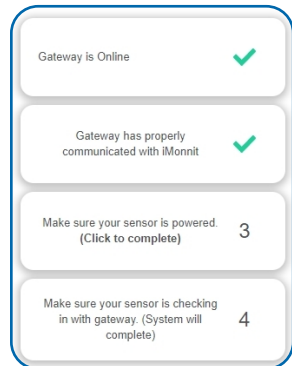 Gateway is Online
Gateway has properly
communicated with iMonnit
Make sure your sensor is powered.
(Click to complete)
3
Make sure your sensor is checking
in with gateway. (System will
complete)
4